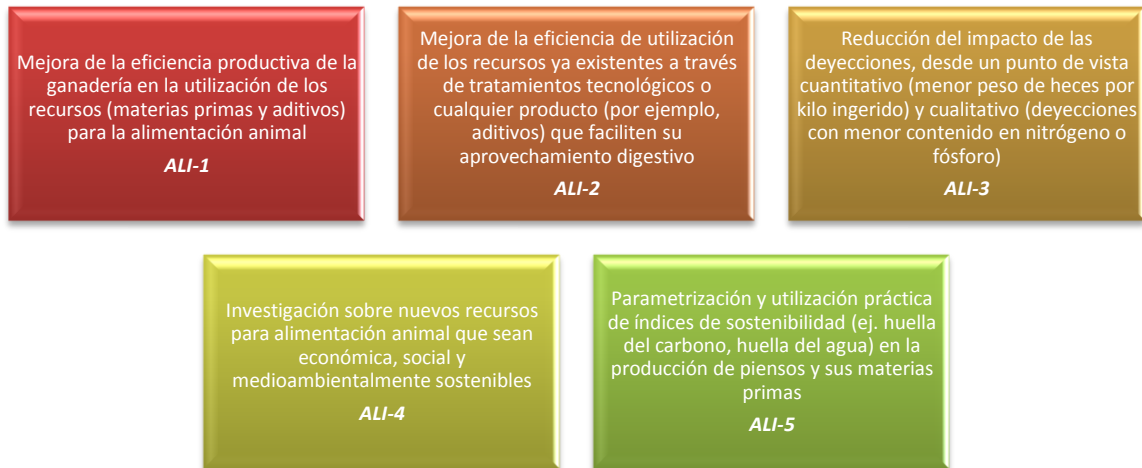 Mejora de la eficiencia productiva de la
ganadería en la utilización de los
recursos (materias primas y aditivos)
para la alimentación animal
ALI-1
Mejora de la eficiencia de utilización
de los recursos ya existentes a través
de tratamientos tecnológicos o
cualquier producto (por ejemplo,
aditivos) que faciliten su
aprovechamiento digestivo
ALI-2
Reducción del impacto de las
deyecciones, desde un punto de vista
cuantitativo (menor peso de heces por
kilo ingerido) y cualitativo (deyecciones
con menor contenido en nitrógeno o
fósforo)
ALI-3
Investigación sobre nuevos recursos
para alimentación animal que sean
económica, social y
medioambientalmente sostenibles
ALI-4
Parametrización y utilización práctica
de índices de sostenibilidad (ej. huella
del carbono, huella del agua) en la
producción de piensos y sus materias
primas
ALI-5